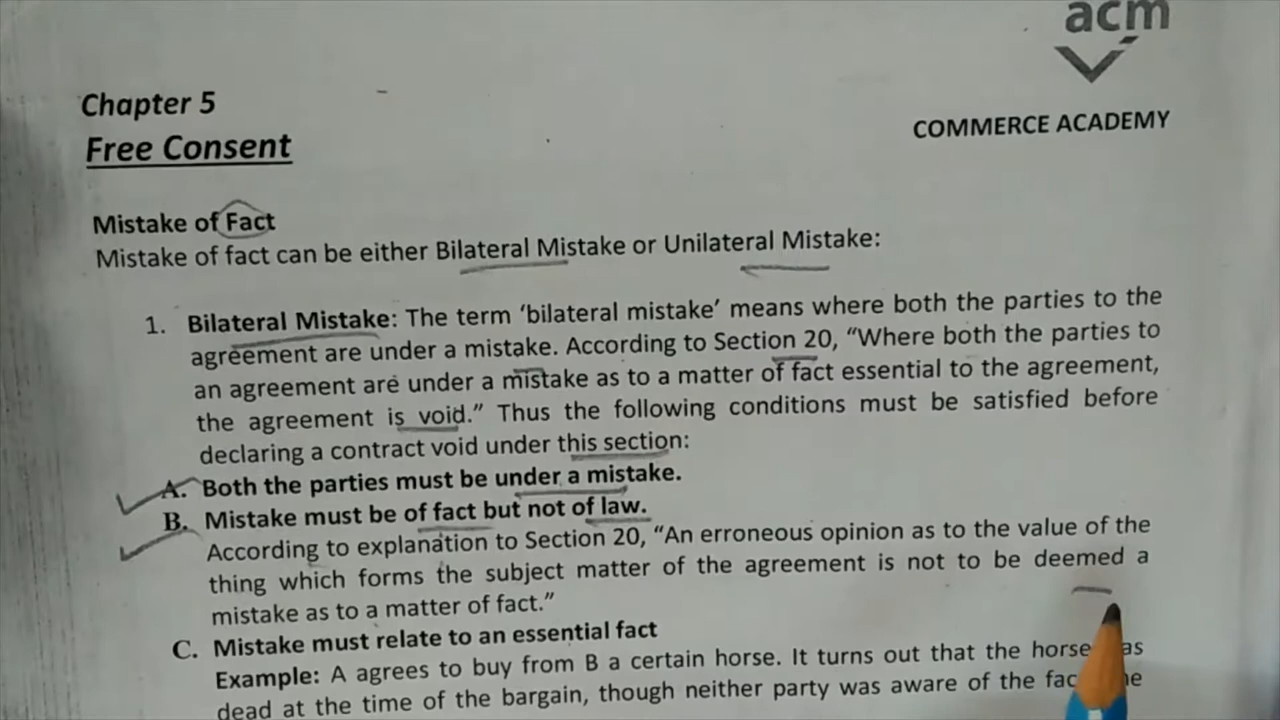 acm
Chapter 5
COMMERCE ACADEMY
Free Consent
Mistake of Fact
Mistake of fact can be either Bilateral Mistake or Unilateral Mistake:
1. Bilateral Mistake: The term ‘bilateral mistake’ means where both the parties to the
agreement are under a mistake. According to Section 20, “Where both the parties to
an agreement are under a mistake as to a matter of fact essential to the agreement,
the agreement is void.” Thus the following conditions must be satisfied before
declaring a contract void under this section:
A. Both the parties must be under a mistake.
B. Mistake must be of fact but not of law.
According to explanation to Section 20, “An erroneous opinion as to the value of the
thing which forms the subject matter of the agreement is not to be deemed a
mistake as to a matter of fact.”
C. Mistake must relate to an essential fact
Example: A agrees to buy from B a certain horse. It turns out that the horse
dead at the time of the bargain, though neither party was aware of the